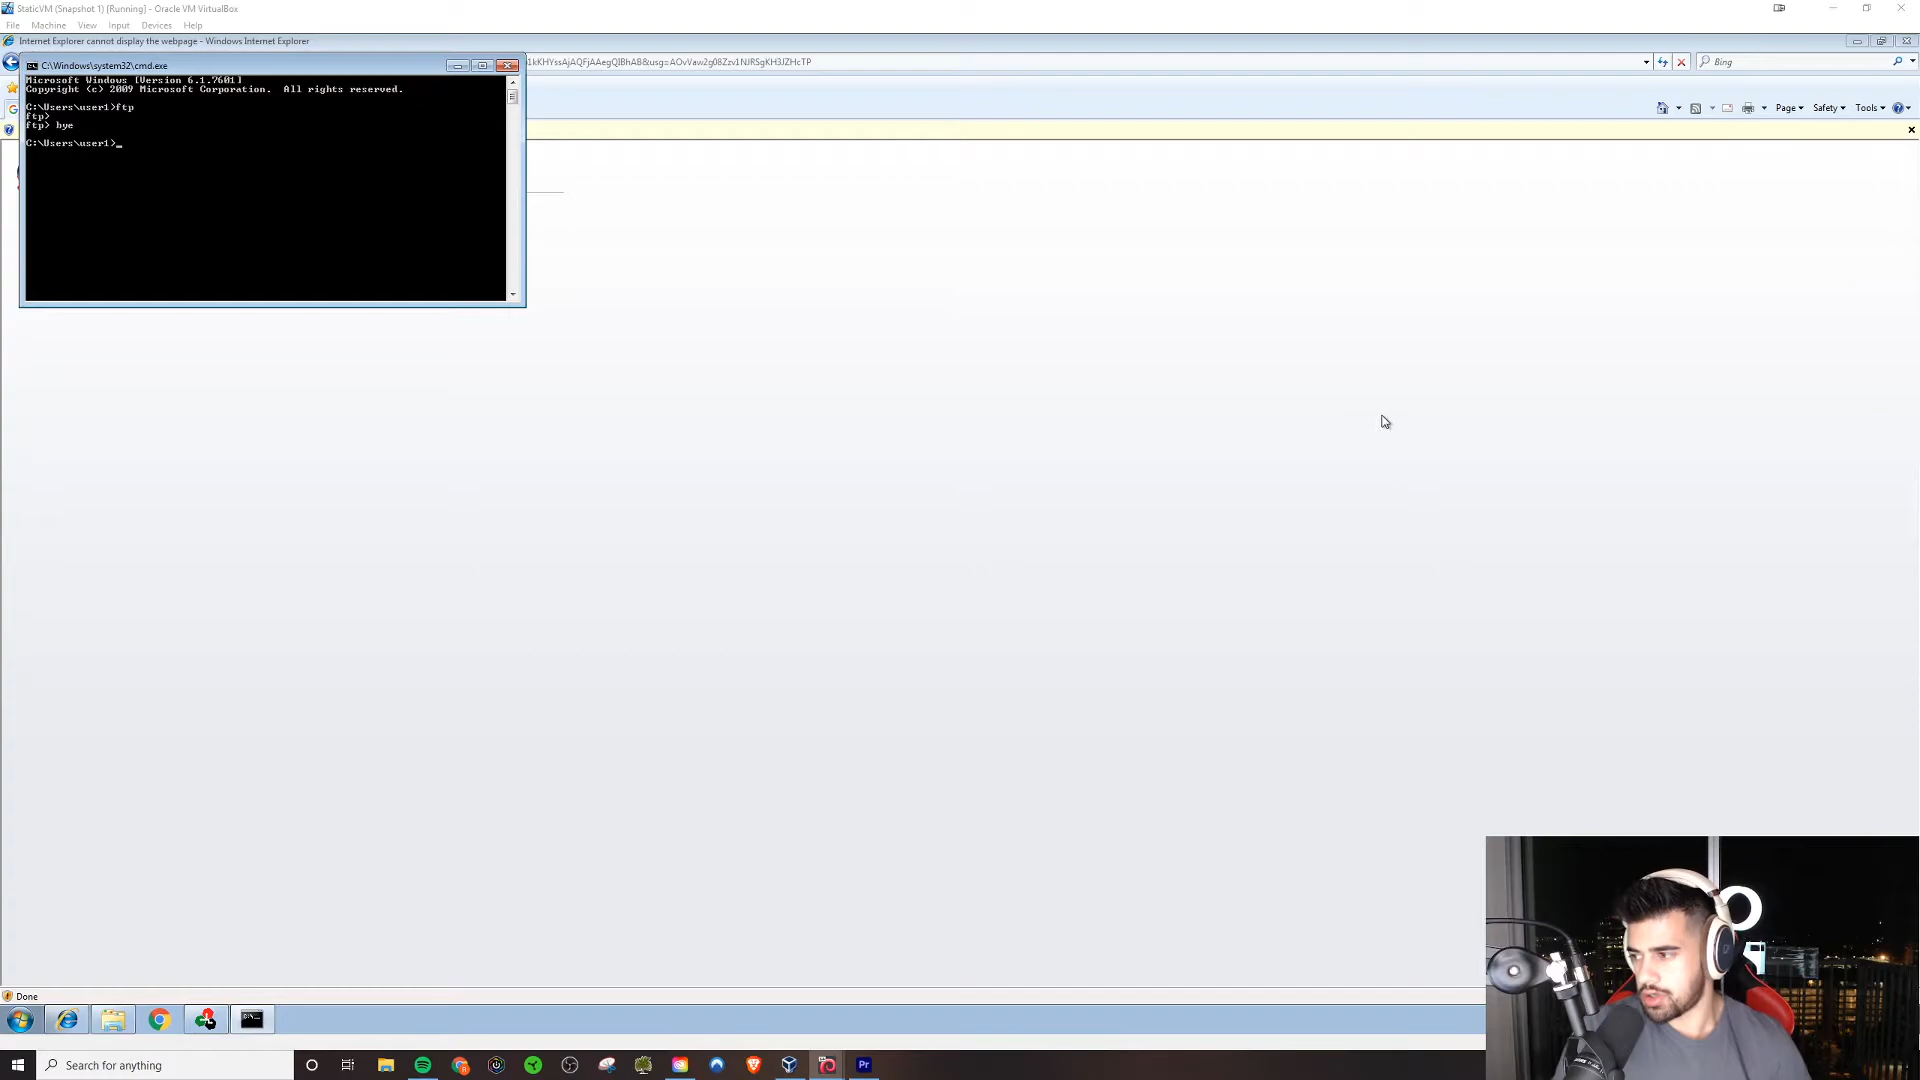 StaticVM (Snapshot 1) [Running] - Oracle VM VirtualBox
File Machine View Input Devices Help
Internet Explorer cannot display the webpage - Windows Internet Explorer
C:\Windows\system32\cmd.exe
Bing
Microsoft Windows [Version 6.1.7601]
Copyright (c) 2009 Microsoft Corporation. All rights reserved.
C:\Users\user1>ftp
ftp>
ftp> bye
C:\Users\user1>_
Page Safety Tools
Done
Search for anything
Pr